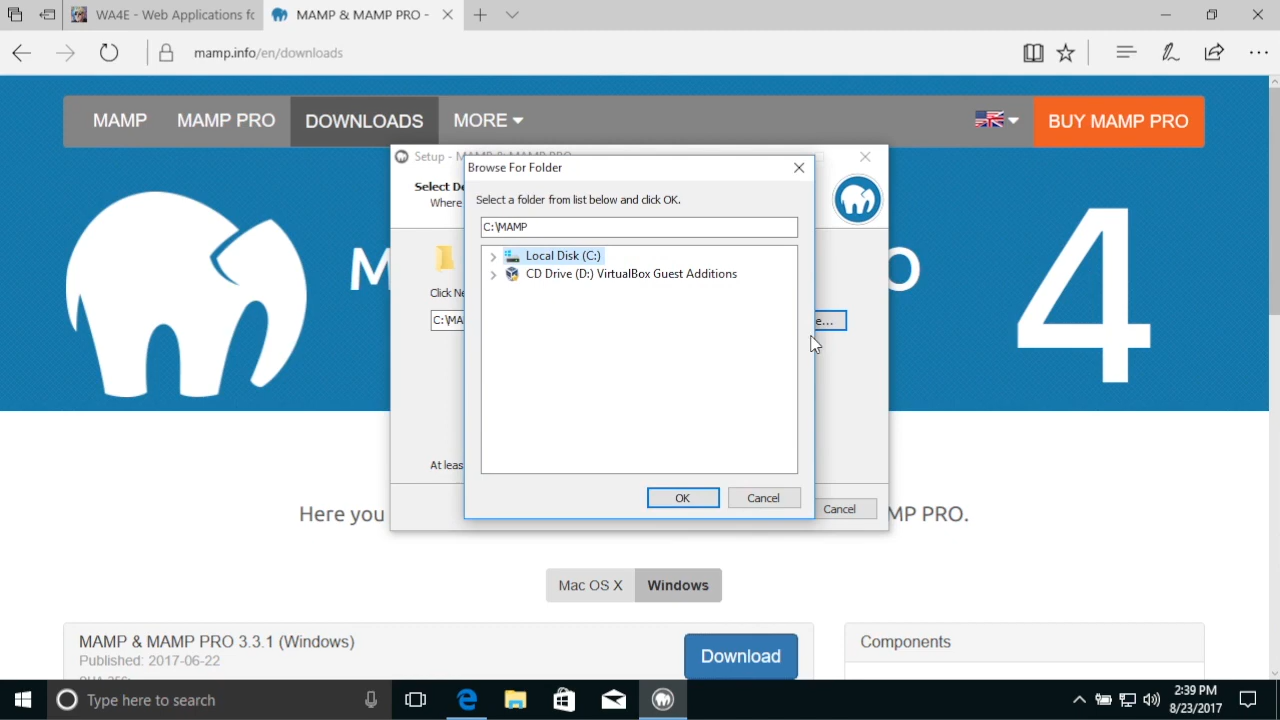 WA4E - Web Applications fc
MAMP & MAMP PRO -
mamp.info/en/downloads
MAMP
MAMP PRO
DOWNLOADS
MORE
BUY MAMP PRO
Setup - MAMP & MAMP PRO
Browse For Folder
Select De
Where
Select a folder from list below and click OK.
C:\MAMP
Local Disk (C:)
CD Drive (D:) VirtualBox Guest Additions
M
O
4
Click Ne
C:\MA
e...
At leas
OK
Cancel
Cancel
Here you
MP PRO.
Mac OS X
Windows
MAMP & MAMP PRO 3.3.1 (Windows)
Published: 2017-06-22
Download
Components
Type here to search
2:39 PM
8/23/2017